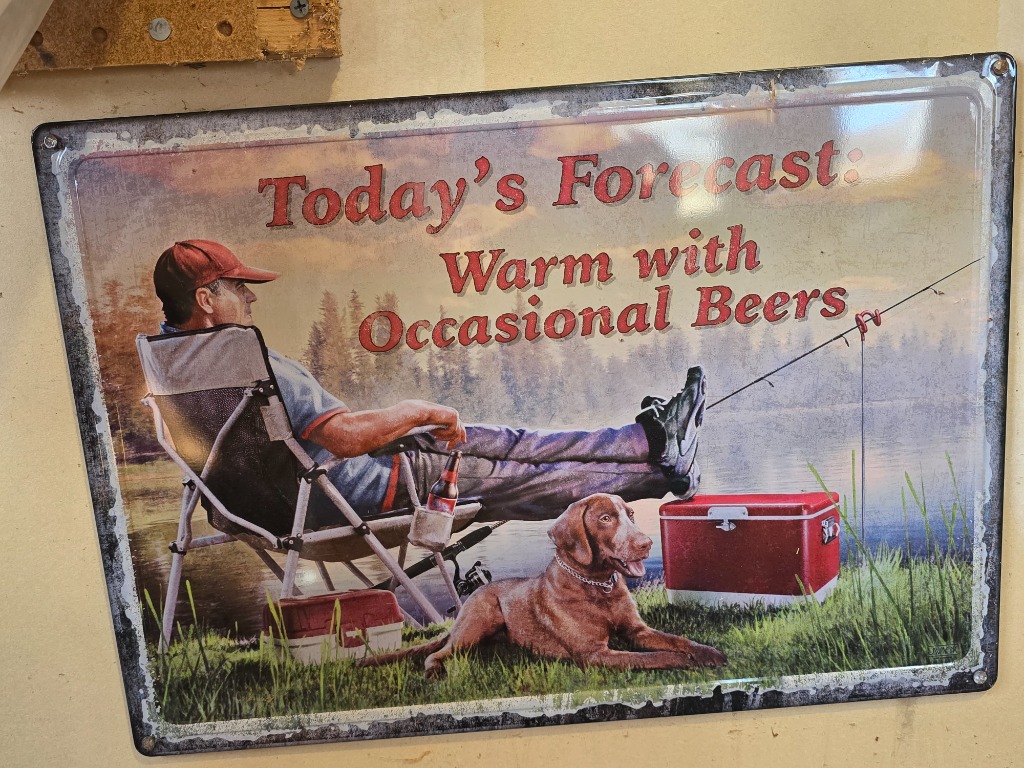 Today's Forecast:
Warm with
Occasional Beers